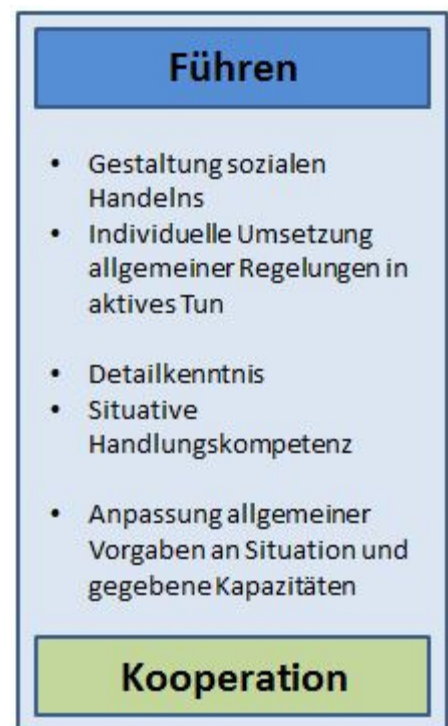 Führen
• Gestaltung sozialen
Handelns
• Individuelle Umsetzung
allgemeiner Regelungen in
aktives Tun
• Detailkenntnis
• Situative
Handlungskompetenz
• Anpassung allgemeiner
Vorgaben an Situation und
gegebene Kapazitäten
Kooperation